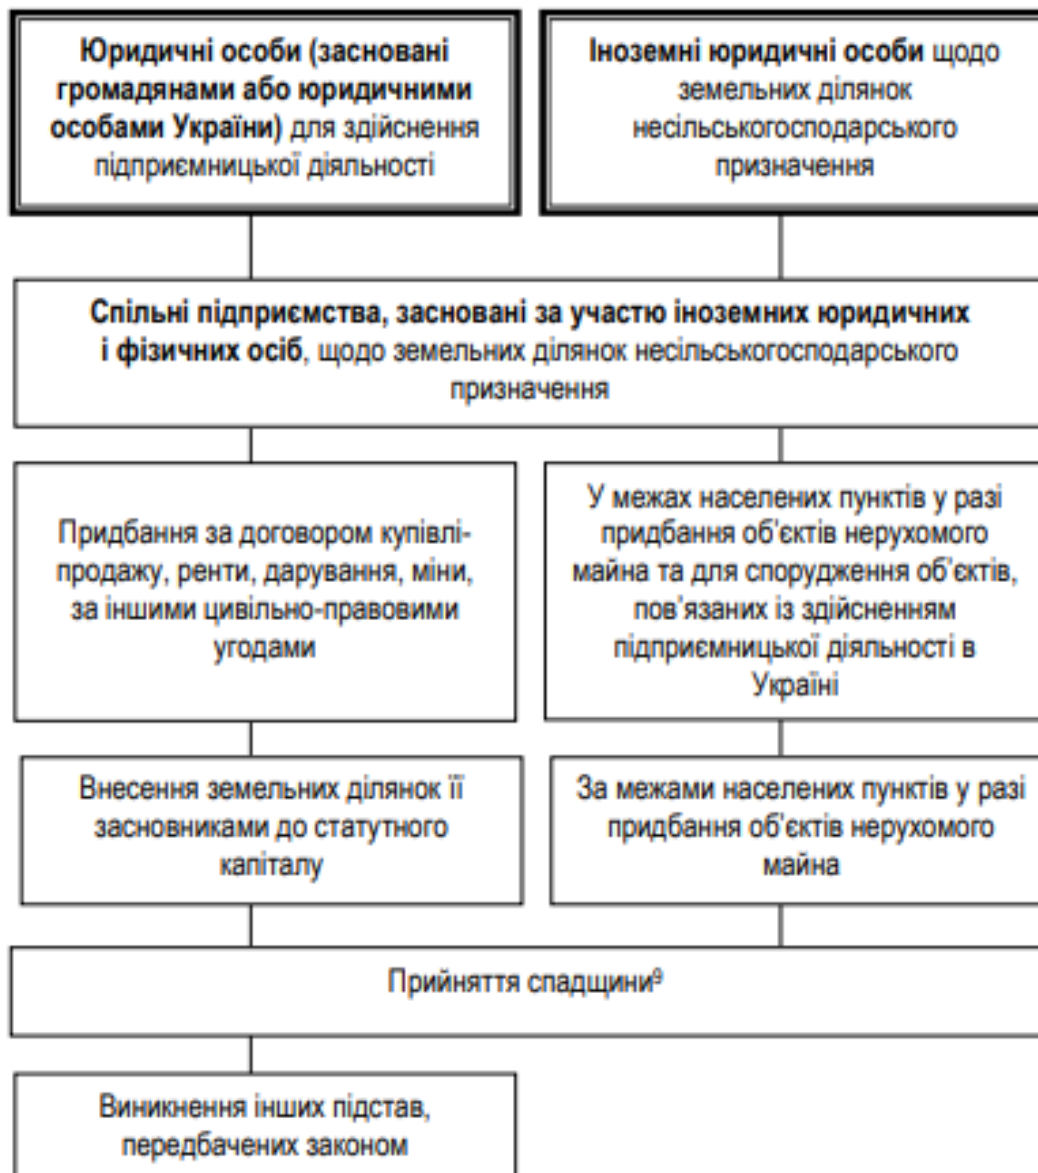 Юридичні особи (засновані
громадянами або юридичними
особами України) для здійснення
підприємницької діяльності
Іноземні юридичні особи щодо
земельних ділянок
несільськогосподарського
призначення
Спільні підприємства, засновані за участю іноземних юридичних
і фізичних осіб, щодо земельних ділянок несільськогосподарського
призначення
Придбання за договором купівлі-
продажу, ренти, дарування, міни,
за іншими цивільно-правовими
угодами
У межах населених пунктів у разі
придбання об’єктів нерухомого
майна та для спорудження об’єктів,
пов’язаних із здійсненням
підприємницької діяльності в
Україні
Внесення земельних ділянок її
засновниками до статутного
капіталу
За межами населених пунктів у разі
придбання об’єктів нерухомого
майна
Прийняття спадщини⁹
Виникнення інших підстав,
передбачених законом